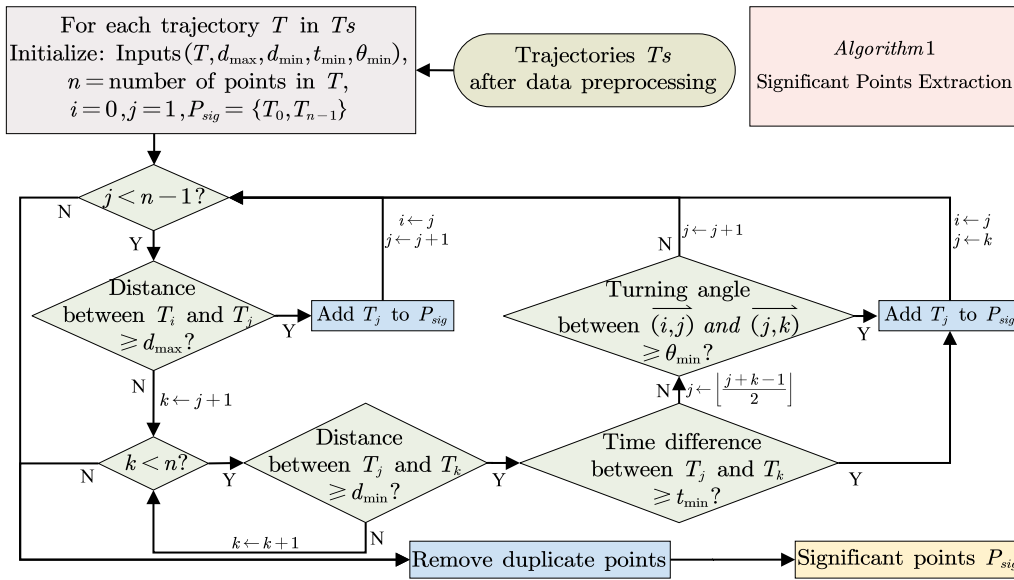 For each trajectory T in Ts
Initialize: Inputs(T,d_max,d_min,t_min,θ_min),
n=number of points in T,
i=0,j=1,P_sig={T_0,T_{n-1}}
Trajectories Ts
after data preprocessing
Algorithm 1
Significant Points Extraction
j<n−1?
N
Y
i←j
j←j+1
j←j+1
N
i←j
j←k
Distance
between T_i and T_j
⩾d_max?
Y
Add T_j to P_sig
Turning angle
between (i,j) and (j,k)
⩾θ_min?
Y
Add T_j to P_sig
N
k←j+1
N
j←⌊(j+k−1)/2⌋
k<n?
N
Y
Distance
between T_j and T_k
⩾d_min?
Y
Time difference
between T_j and T_k
⩾t_min?
Y
N
k←k+1
Remove duplicate points
Significant points P_sig